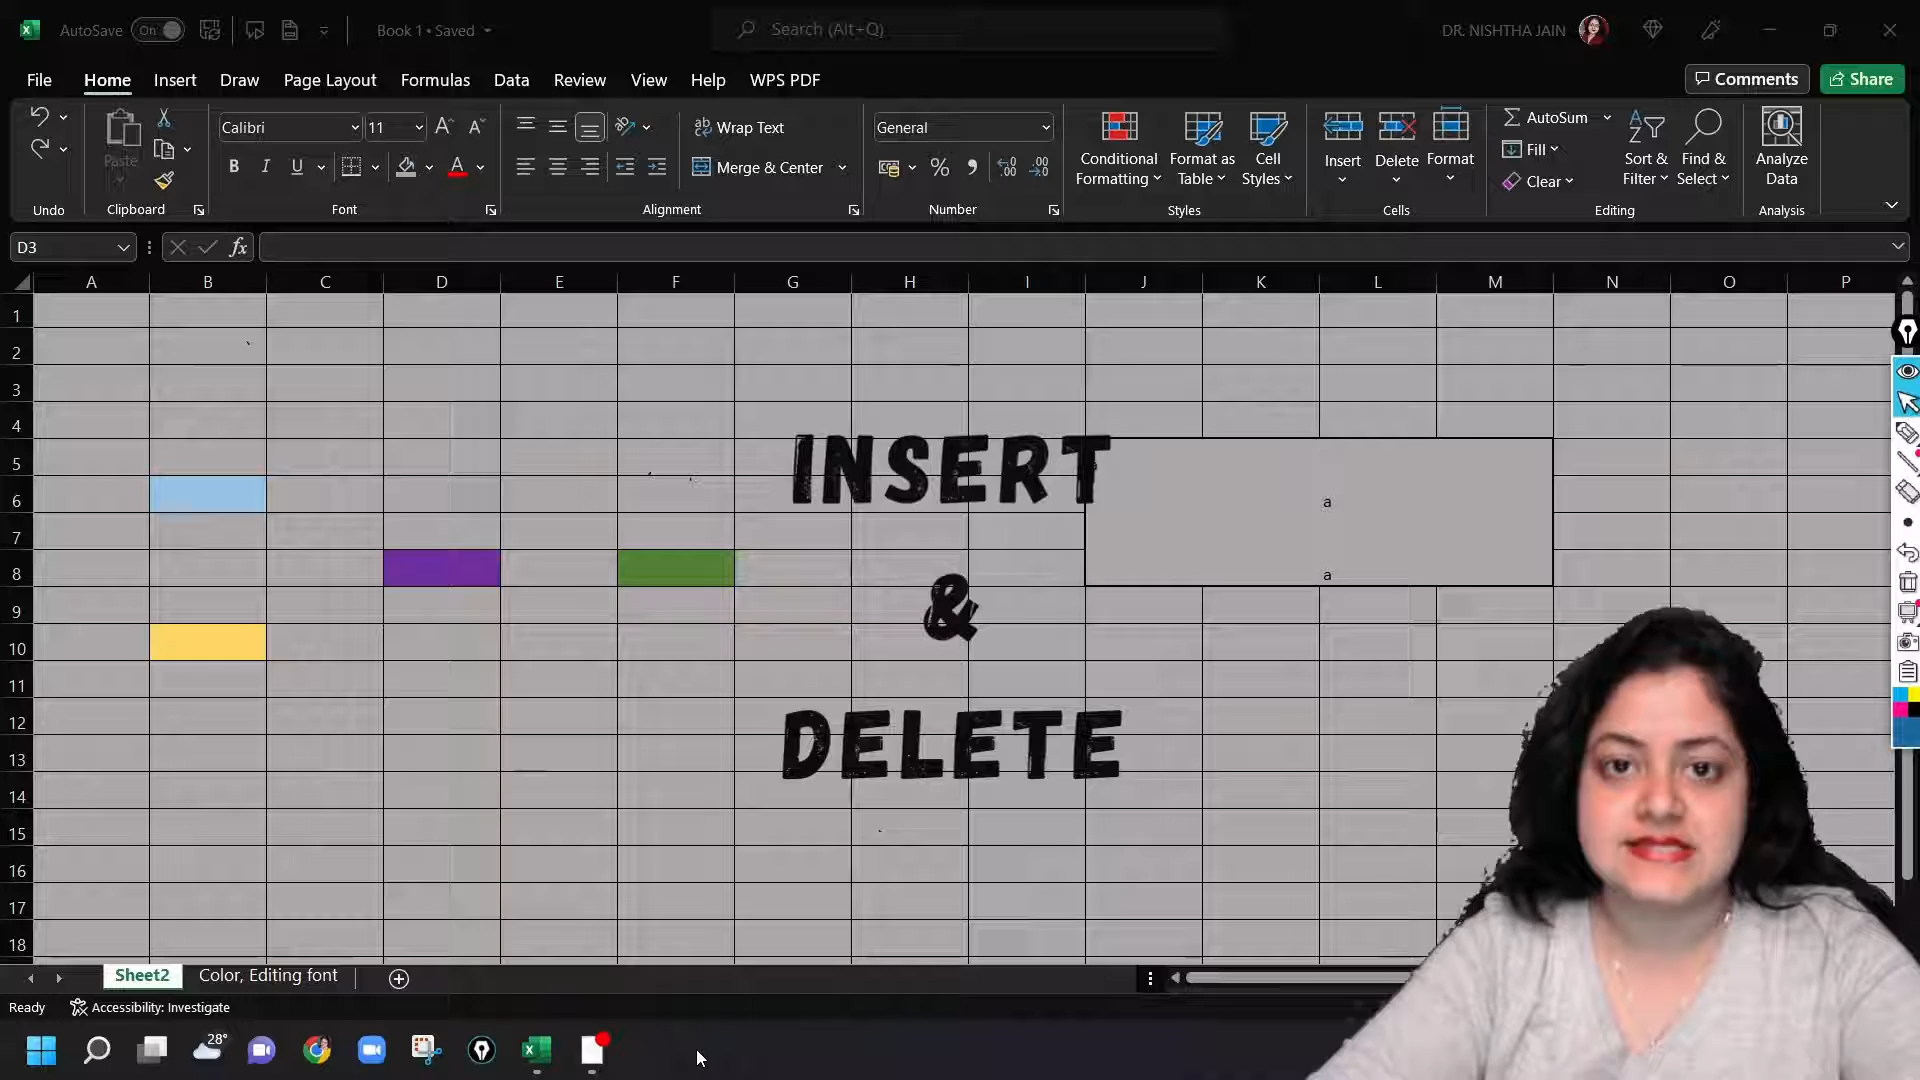 AutoSave On
Book 1 • Saved
Search (Alt+Q)
DR. NISHTHA JAIN
File Home Insert Draw Page Layout Formulas Data Review View Help WPS PDF
Comments Share
Paste
Calibri 11
B I U
Wrap Text
Merge & Center
General
Conditional Formatting
Format as Table
Cell Styles
Insert Delete Format
AutoSum
Fill
Clear
Sort & Filter
Find & Select
Analyze Data
Undo Clipboard Font Alignment Number Styles Cells Editing Analysis
D3 fx
A B C D E F G H I J K L M N O P
1
2
3
4
5
6
7
8
9
10
11
12
13
14
15
16
17
18
INSERT
a
a
&
DELETE
Sheet2 Color, Editing font
Ready Accessibility: Investigate
28°